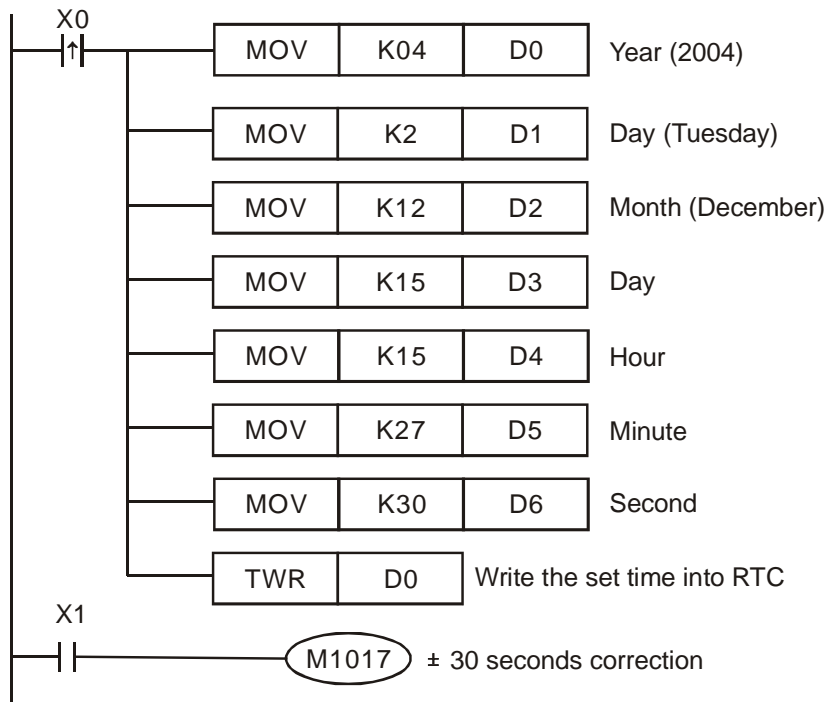 X0
MOV K04 D0 Year (2004)
MOV K2 D1 Day (Tuesday)
MOV K12 D2 Month (December)
MOV K15 D3 Day
MOV K15 D4 Hour
MOV K27 D5 Minute
MOV K30 D6 Second
TWR D0 Write the set time into RTC
X1
M1017 ± 30 seconds correction